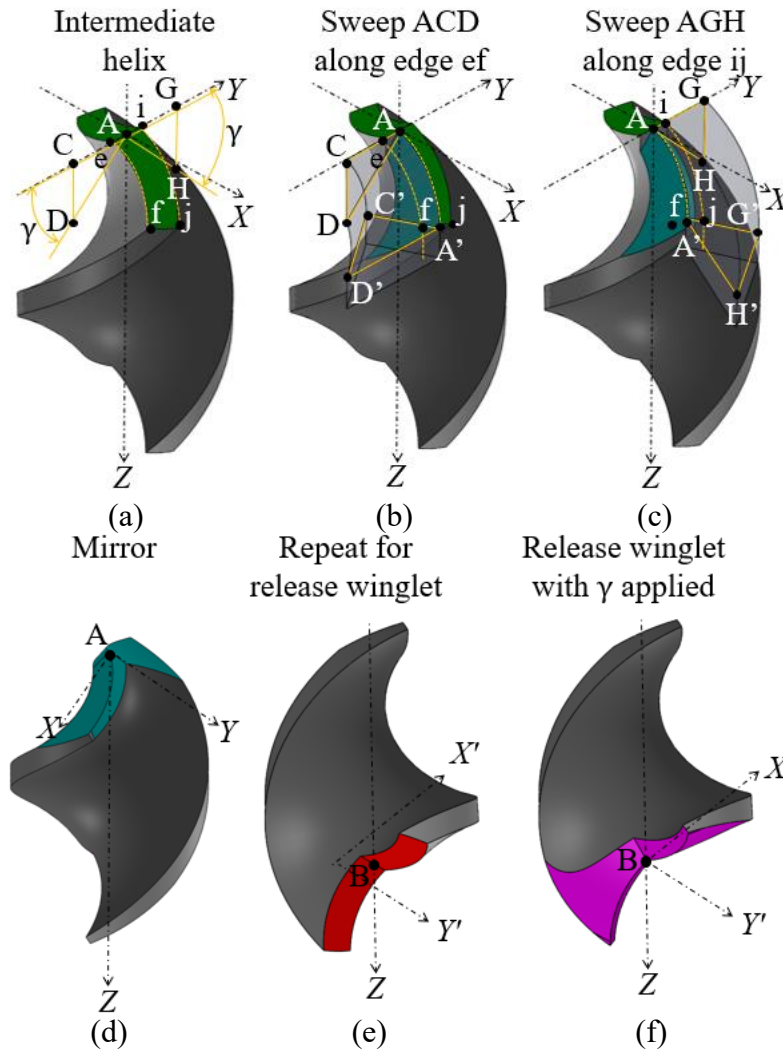 Intermediate
helix
Sweep ACD
along edge ef
Sweep AGH
along edge ij
G
Y
A
i
γ
C
e
H
D
γ
X
f
j
Z
(a)
Y
A
C
e
D
C'
X
f
j
A'
D'
Z
(b)
G
Y
i
A
H
X
f
j
G'
A'
H'
Z
(c)
Mirror
Repeat for
release winglet
Release winglet
with γ applied
A
X
Y
Z
(d)
X'
B
Y'
Z
(e)
X
B
Y'
Z
(f)